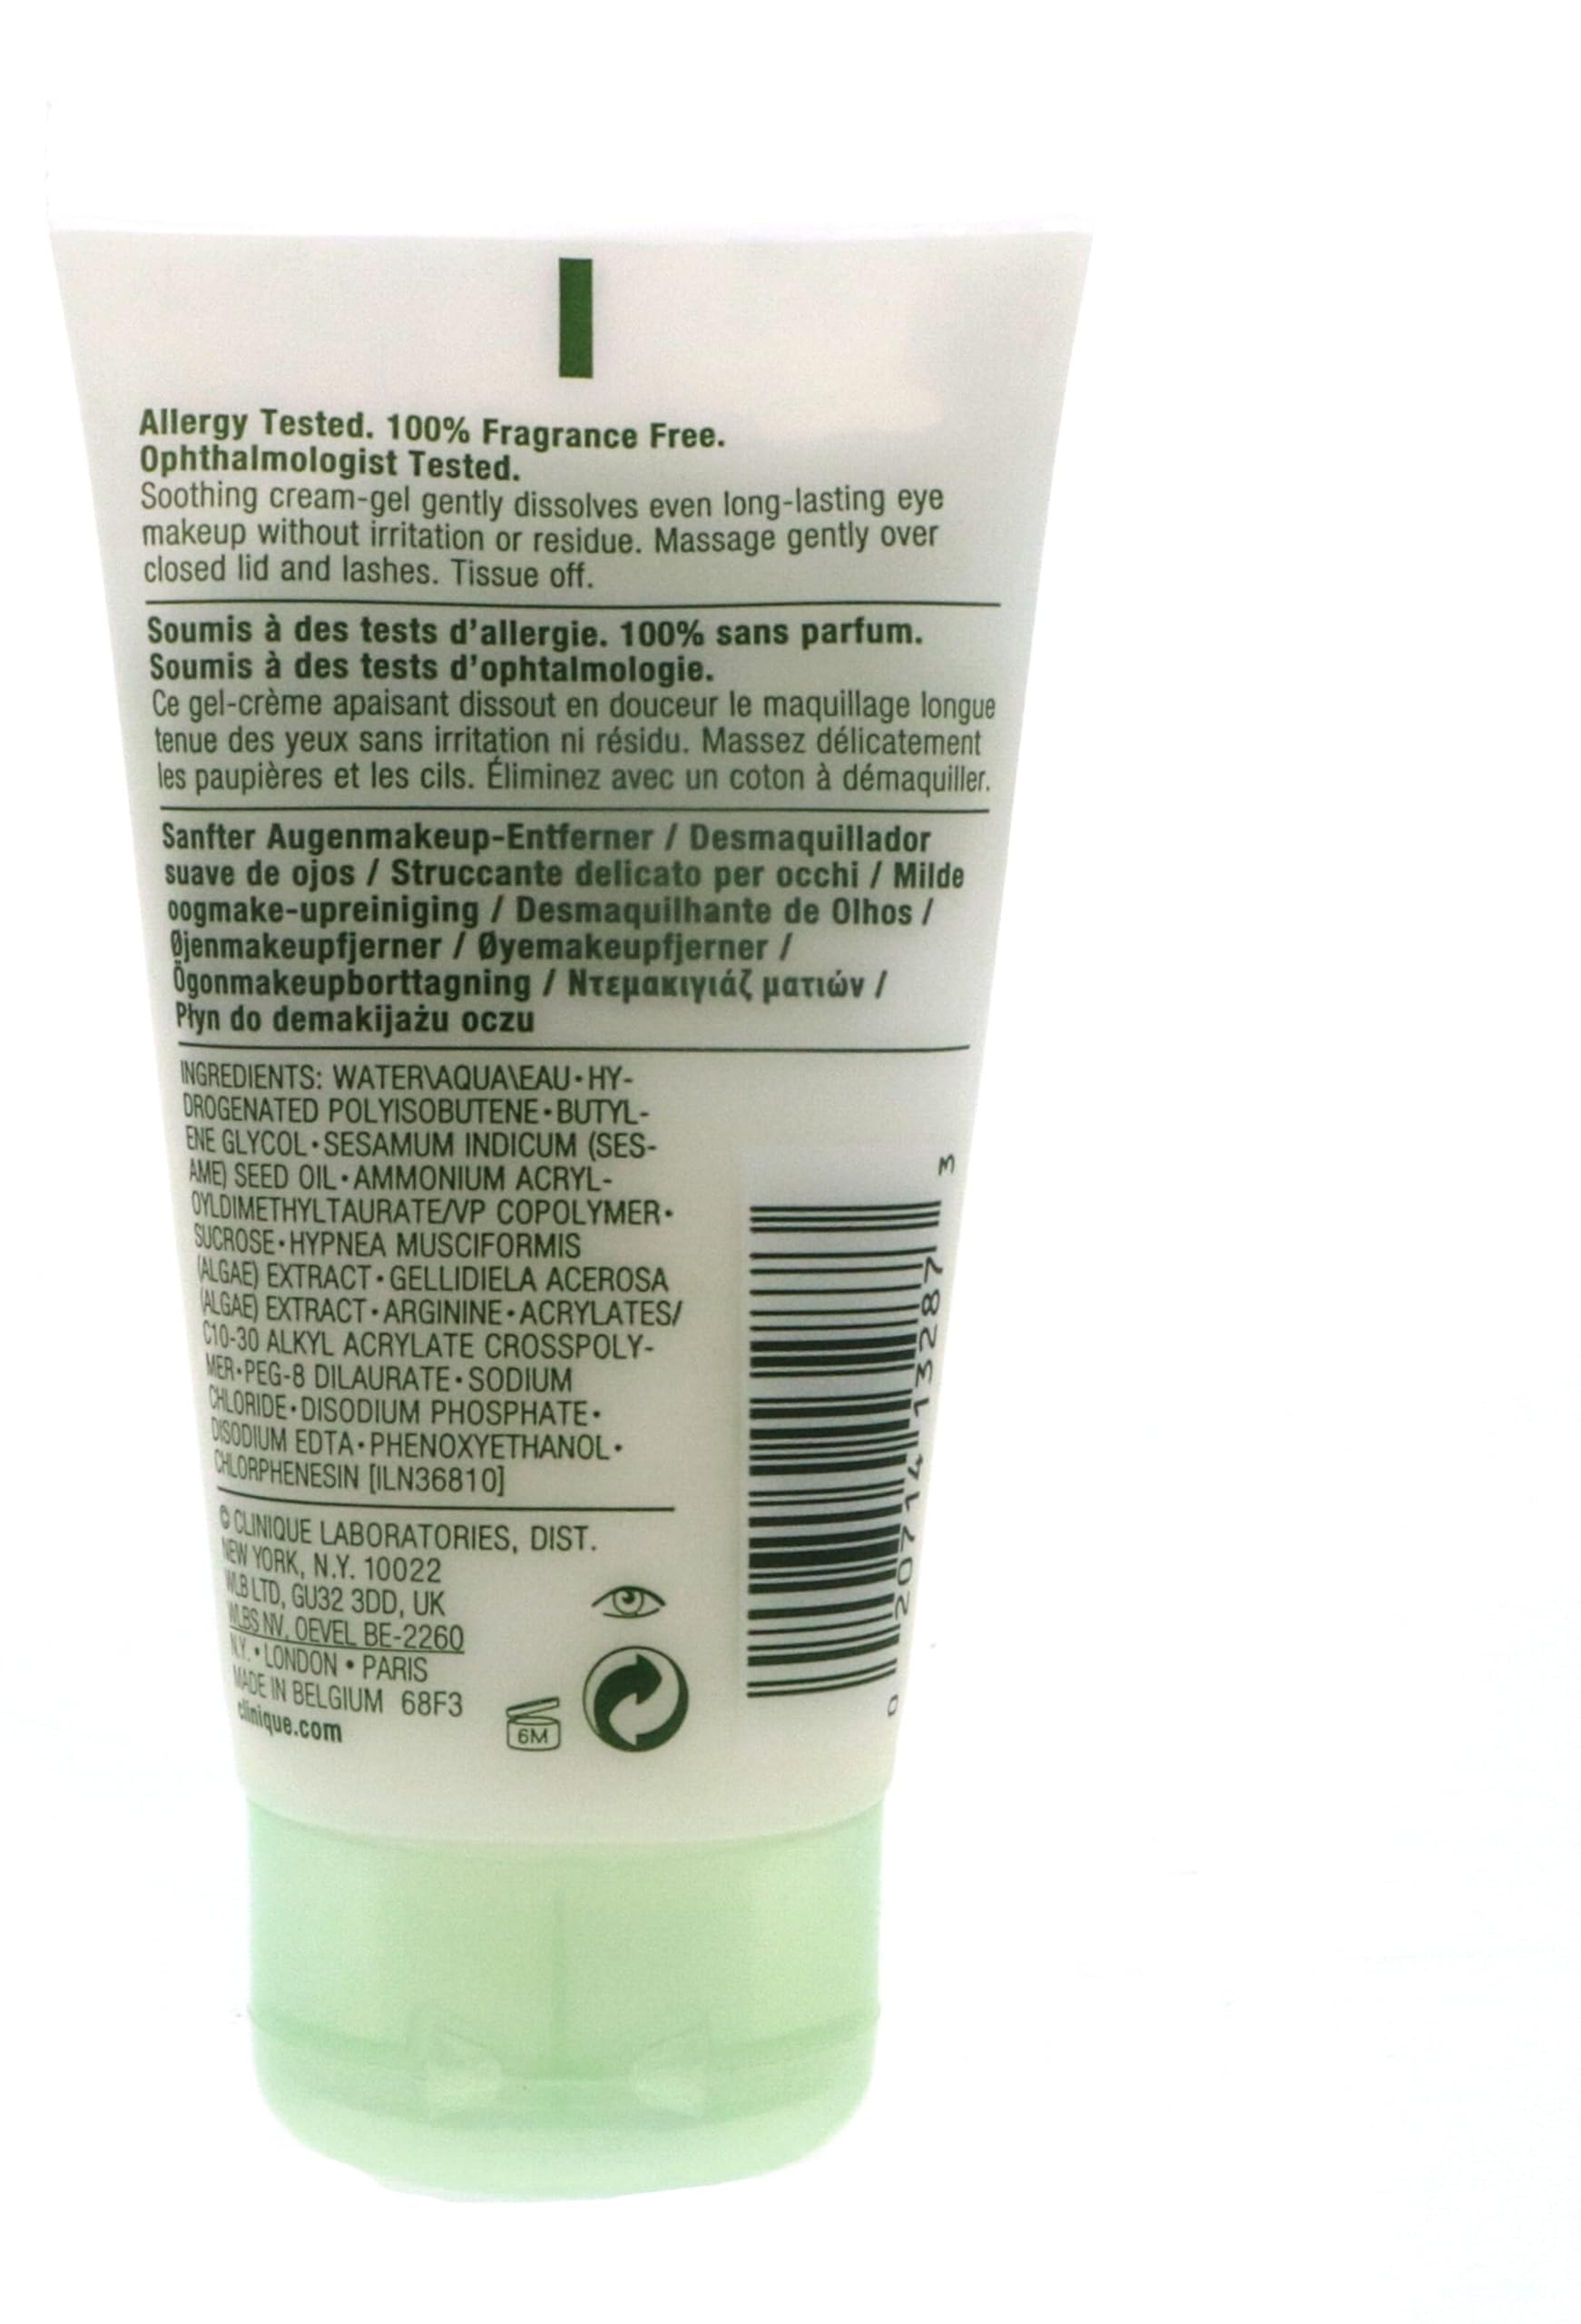 Allergy Tested. 100% Fragrance Free.
Ophthalmologist Tested.
Soothing cream-gel gently dissolves even long-lasting eye
makeup without irritation or residue. Massage gently over
closed lid and lashes. Tissue off.
Soumis à des tests d'allergie. 100% sans parfum.
Soumis à des tests d'ophtalmologie.
Ce gel-crème apaisant dissout en douceur le maquillage longue
tenue des yeux sans irritation ni résidu. Massez délicatement
les paupières et les cils. Éliminez avec un coton à démaquiller.
Sanfter Augenmakeup-Entferner / Desmaquillador
suave de ojos / Struccante delicato per occhi / Milde
oogmake-upreiniging / Desmaquilhante de Olhos /
Øjenmakeupfjerner / Øyemakeupfjerner /
Ögonmakeupborttagning / Ντεμακιγιάζ ματιών /
Płyn do demakijażu oczu
INGREDIENTS: WATER\AQUA\EAU•HY-
DROGENATED POLYISOBUTENE•BUTYL-
ENE GLYCOL•SESAMUM INDICUM (SES-
AME) SEED OIL•AMMONIUM ACRYL-
OYLDIMETHYLTAURATE/VP COPOLYMER•
SUCROSE•HYPNEA MUSCIFORMIS
(ALGAE) EXTRACT•GELLIDIELA ACEROSA
(ALGAE) EXTRACT•ARGININE•ACRYLATES/
C10-30 ALKYL ACRYLATE CROSSPOLY-
MER•PEG-8 DILAURATE•SODIUM
CHLORIDE•DISODIUM PHOSPHATE•
DISODIUM EDTA•PHENOXYETHANOL•
CHLORPHENESIN [ILN36810]
© CLINIQUE LABORATORIES, DIST.
NEW YORK, N.Y. 10022
WLB LTD, GU32 3DD, UK
WLBS NV, OEVEL BE-2260
N.Y. • LONDON • PARIS
MADE IN BELGIUM 68F3
clinique.com
6M
0 20714 13287 3